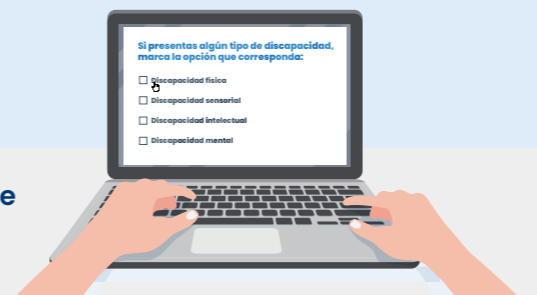 Si presentas algún tipo de discapacidad,
marca la opción que corresponda:
Discapacidad física
Discapacidad sensorial
Discapacidad intelectual
Discapacidad mental
e